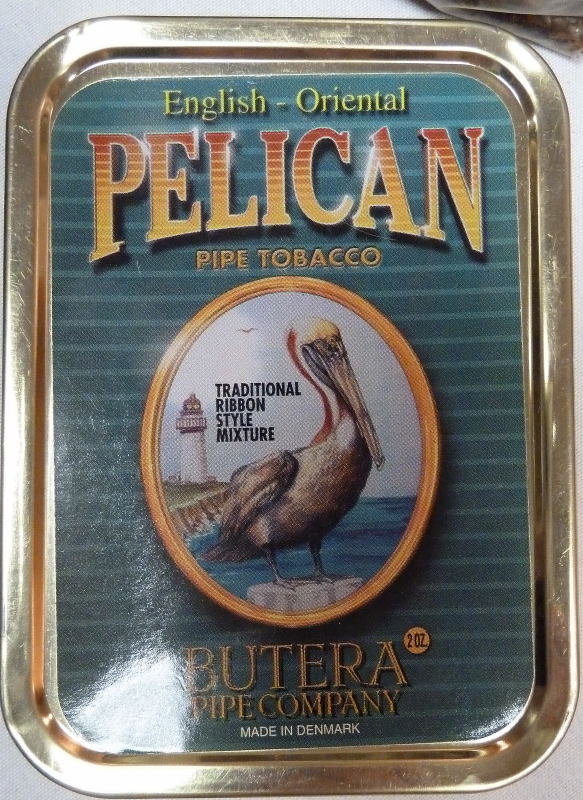 English - Oriental
PELICAN
PIPE TOBACCO
TRADITIONAL
RIBBON
STYLE
MIXTURE
2 OZ.
BUTERA
PIPE COMPANY
MADE IN DENMARK